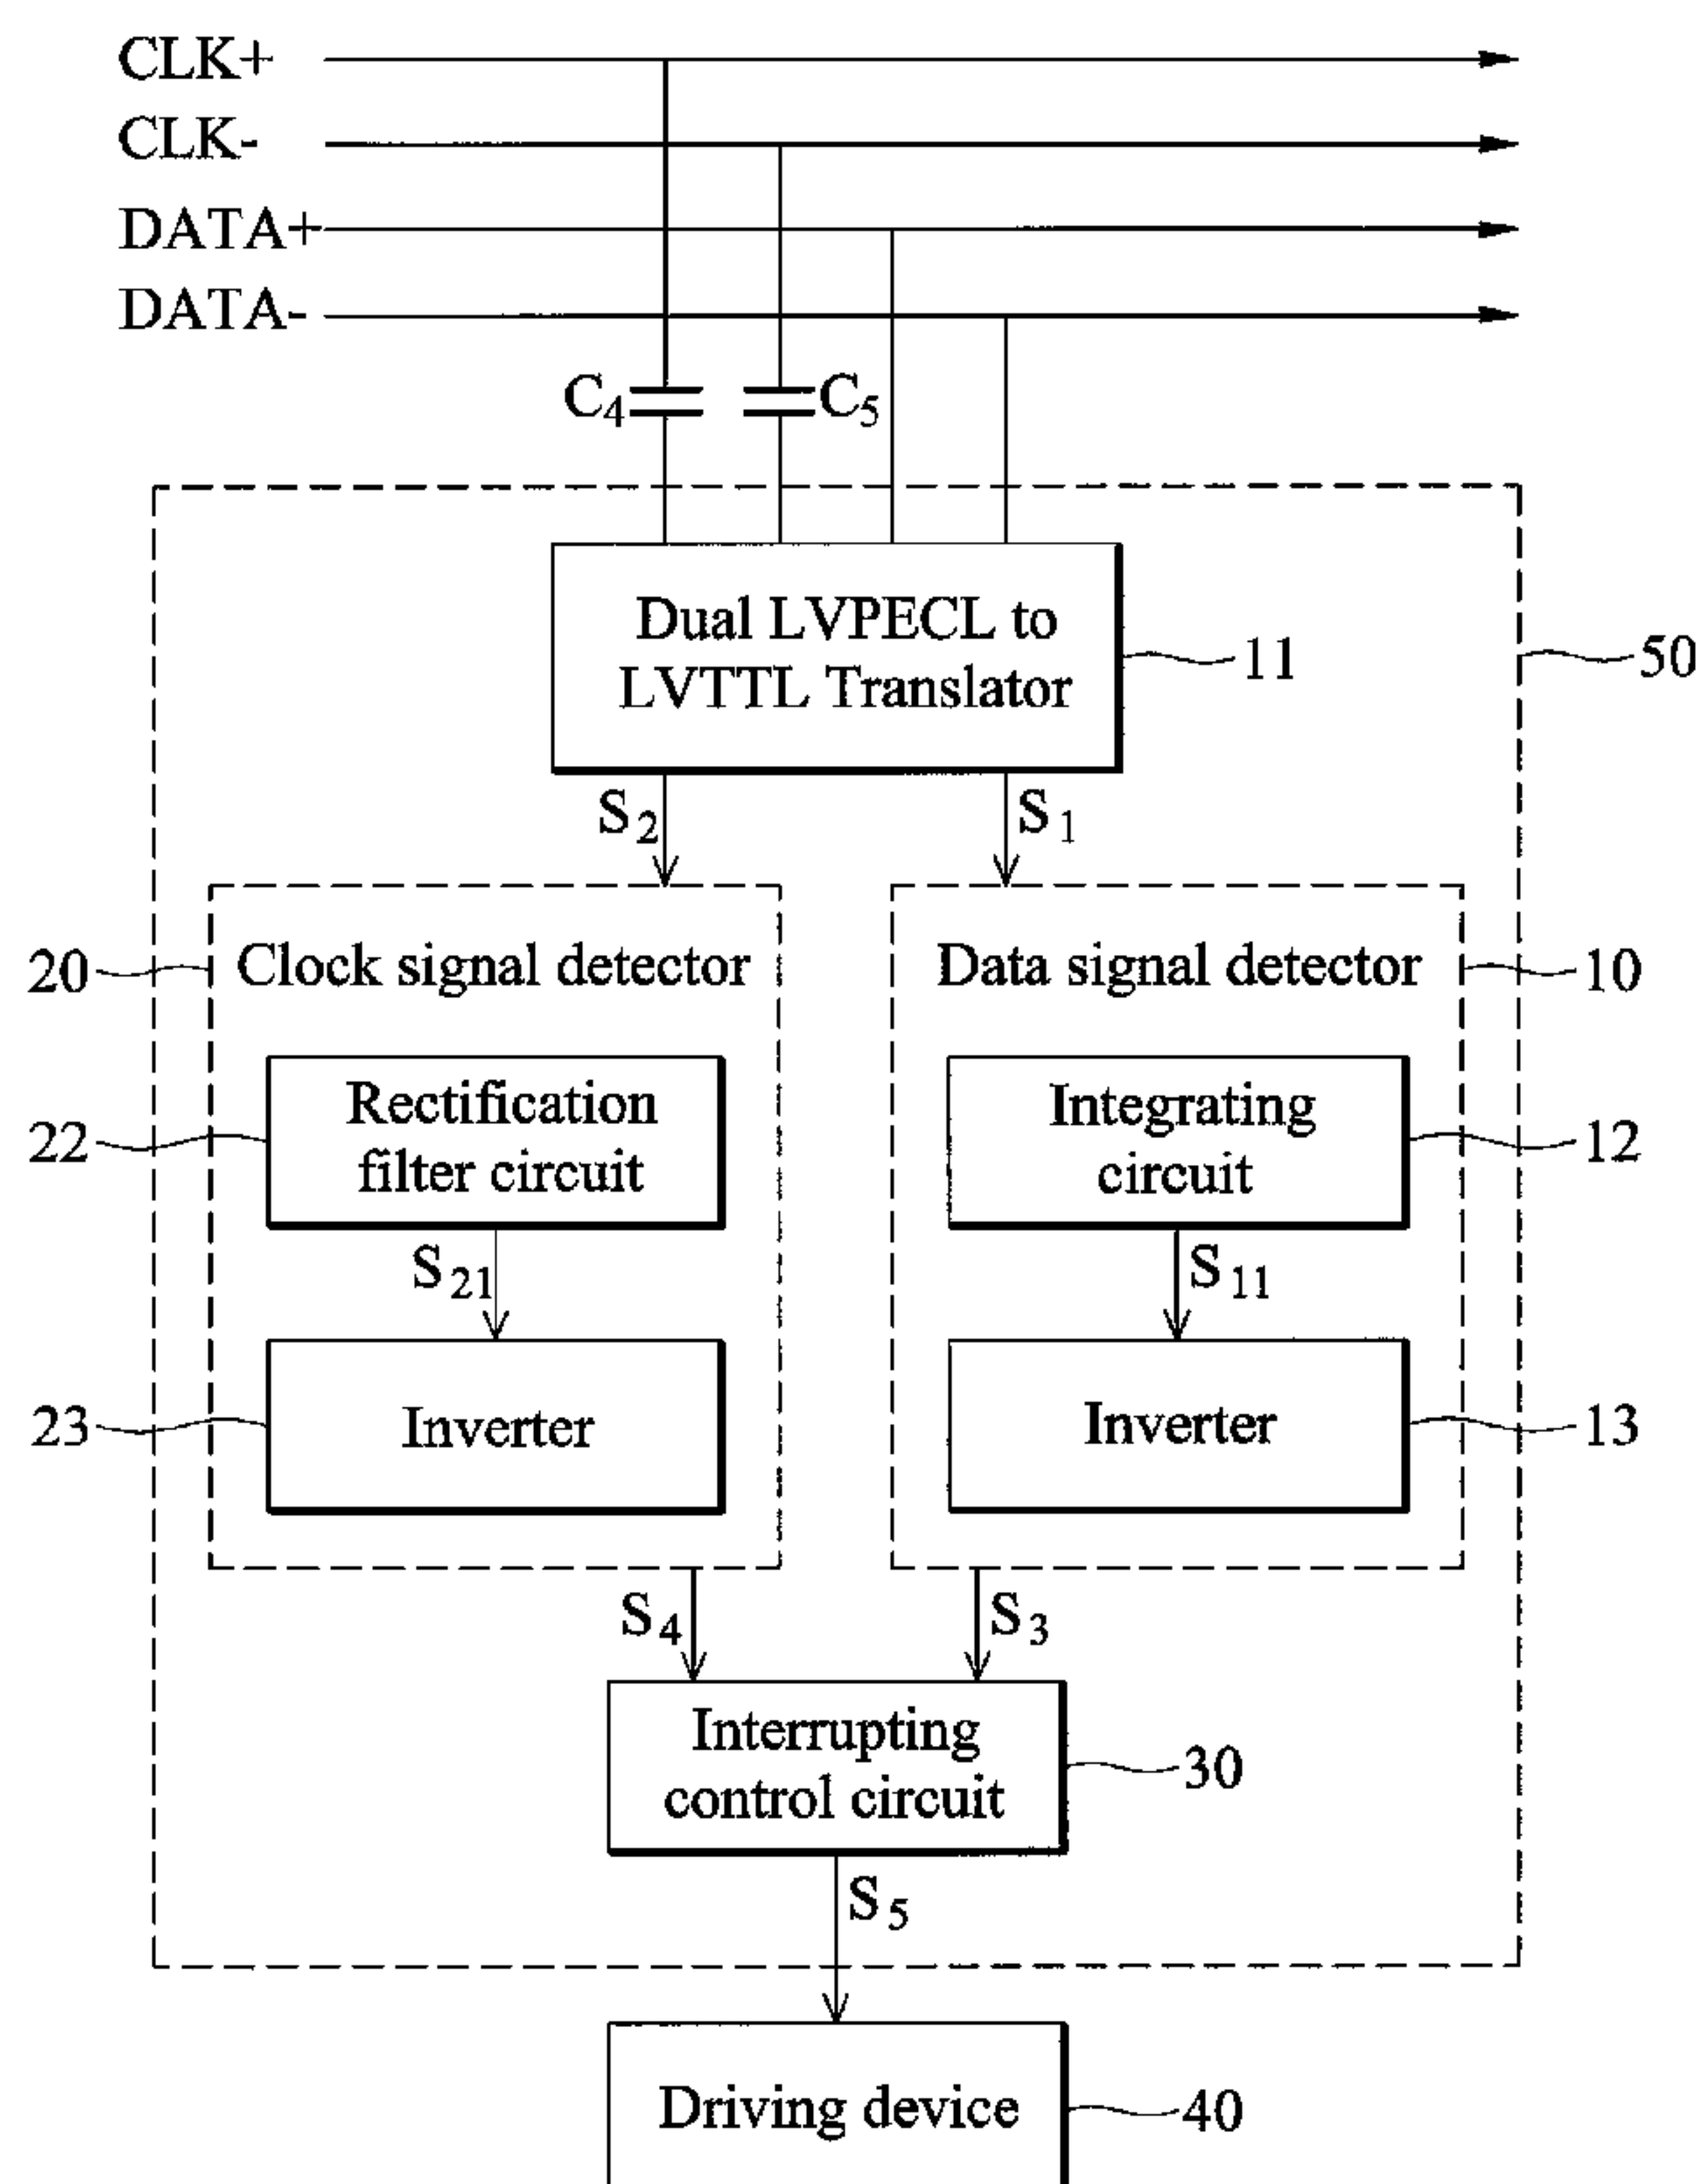 CLK+
CLK-
DATA+
DATA-
C4
C5
Dual LVPECL to
LVTTL Translator
11
50
S2
S1
20
Clock signal detector
Data signal detector
10
22
Rectification
filter circuit
Integrating
circuit
12
S21
S11
23
Inverter
Inverter
13
S4
S3
Interrupting
control circuit
30
S5
Driving device
40